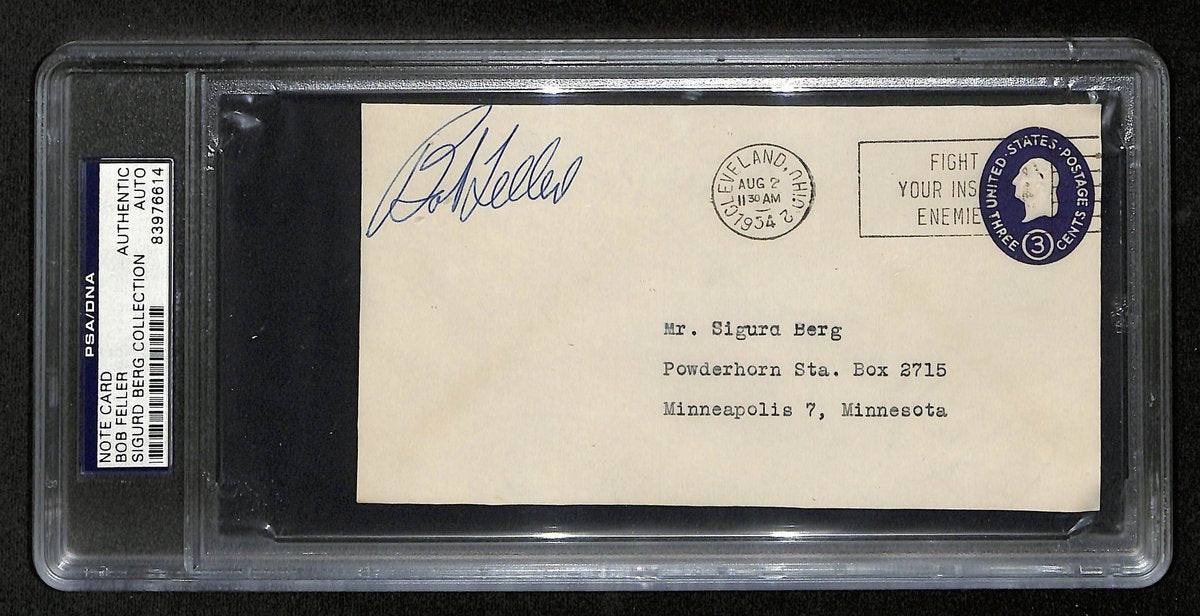 PSA/DNA
NOTE CARD
BOB FELLER AUTHENTIC
SIGURD BERG COLLECTION AUTO
83976614
Bob Feller
CLEVELAND, OHIO 2
AUG 2
11 30 AM
1954
FIGHT
YOUR INS
ENEMIE
UNITED·STATES·POSTAGE
THREE 3 CENTS
Mr. Sigurd Berg
Powderhorn Sta. Box 2715
Minneapolis 7, Minnesota